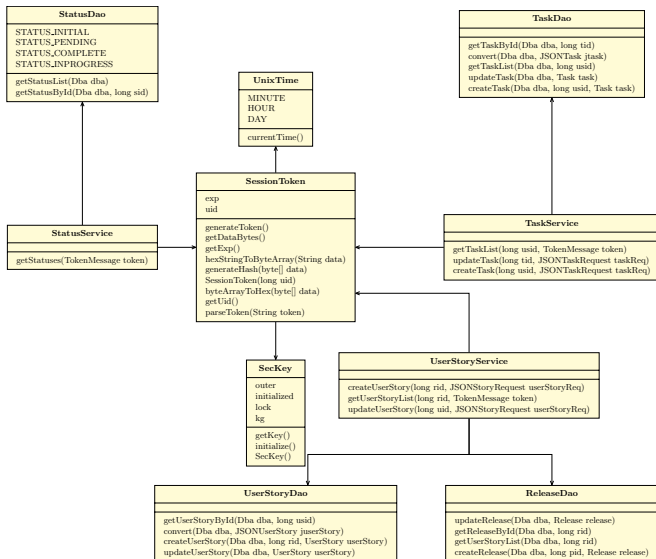 StatusDao
STATUS_INITIAL
STATUS_PENDING
STATUS_COMPLETE
STATUS_INPROGRESS
getStatusList(Dba dba)
getStatusById(Dba dba, long sid)
TaskDao
getTaskById(Dba dba, long tid)
convert(Dba dba, JSONTask jtask)
getTaskList(Dba dba, long usid)
updateTask(Dba dba, Task task)
createTask(Dba dba, long usid, Task task)
UnixTime
MINUTE
HOUR
DAY
currentTime()
SessionToken
exp
uid
generateToken()
getDataBytes()
getExp()
hexStringToByteArray(String data)
generateHash(byte[] data)
SessionToken(long uid)
byteArrayToHex(byte[] data)
getUid()
parseToken(String token)
StatusService
getStatuses(TokenMessage token)
TaskService
getTaskList(long usid, TokenMessage token)
updateTask(long tid, JSONTaskRequest taskReq)
createTask(long usid, JSONTaskRequest taskReq)
SecKey
outer
initialized
lock
kg
getKey()
initialize()
SecKey()
UserStoryService
createUserStory(long rid, JSONStoryRequest userStoryReq)
getUserStoryList(long rid, TokenMessage token)
updateUserStory(long uid, JSONStoryRequest userStoryReq)
UserStoryDao
getUserStoryById(Dba dba, long usid)
convert(Dba dba, JSONUserStory juserStory)
createUserStory(Dba dba, long rid, UserStory userStory)
updateUserStory(Dba dba, UserStory userStory)
ReleaseDao
updateRelease(Dba dba, Release release)
getReleaseById(Dba dba, long rid)
getUserStoryList(Dba dba, long rid)
createRelease(Dba dba, long pid, Release release)